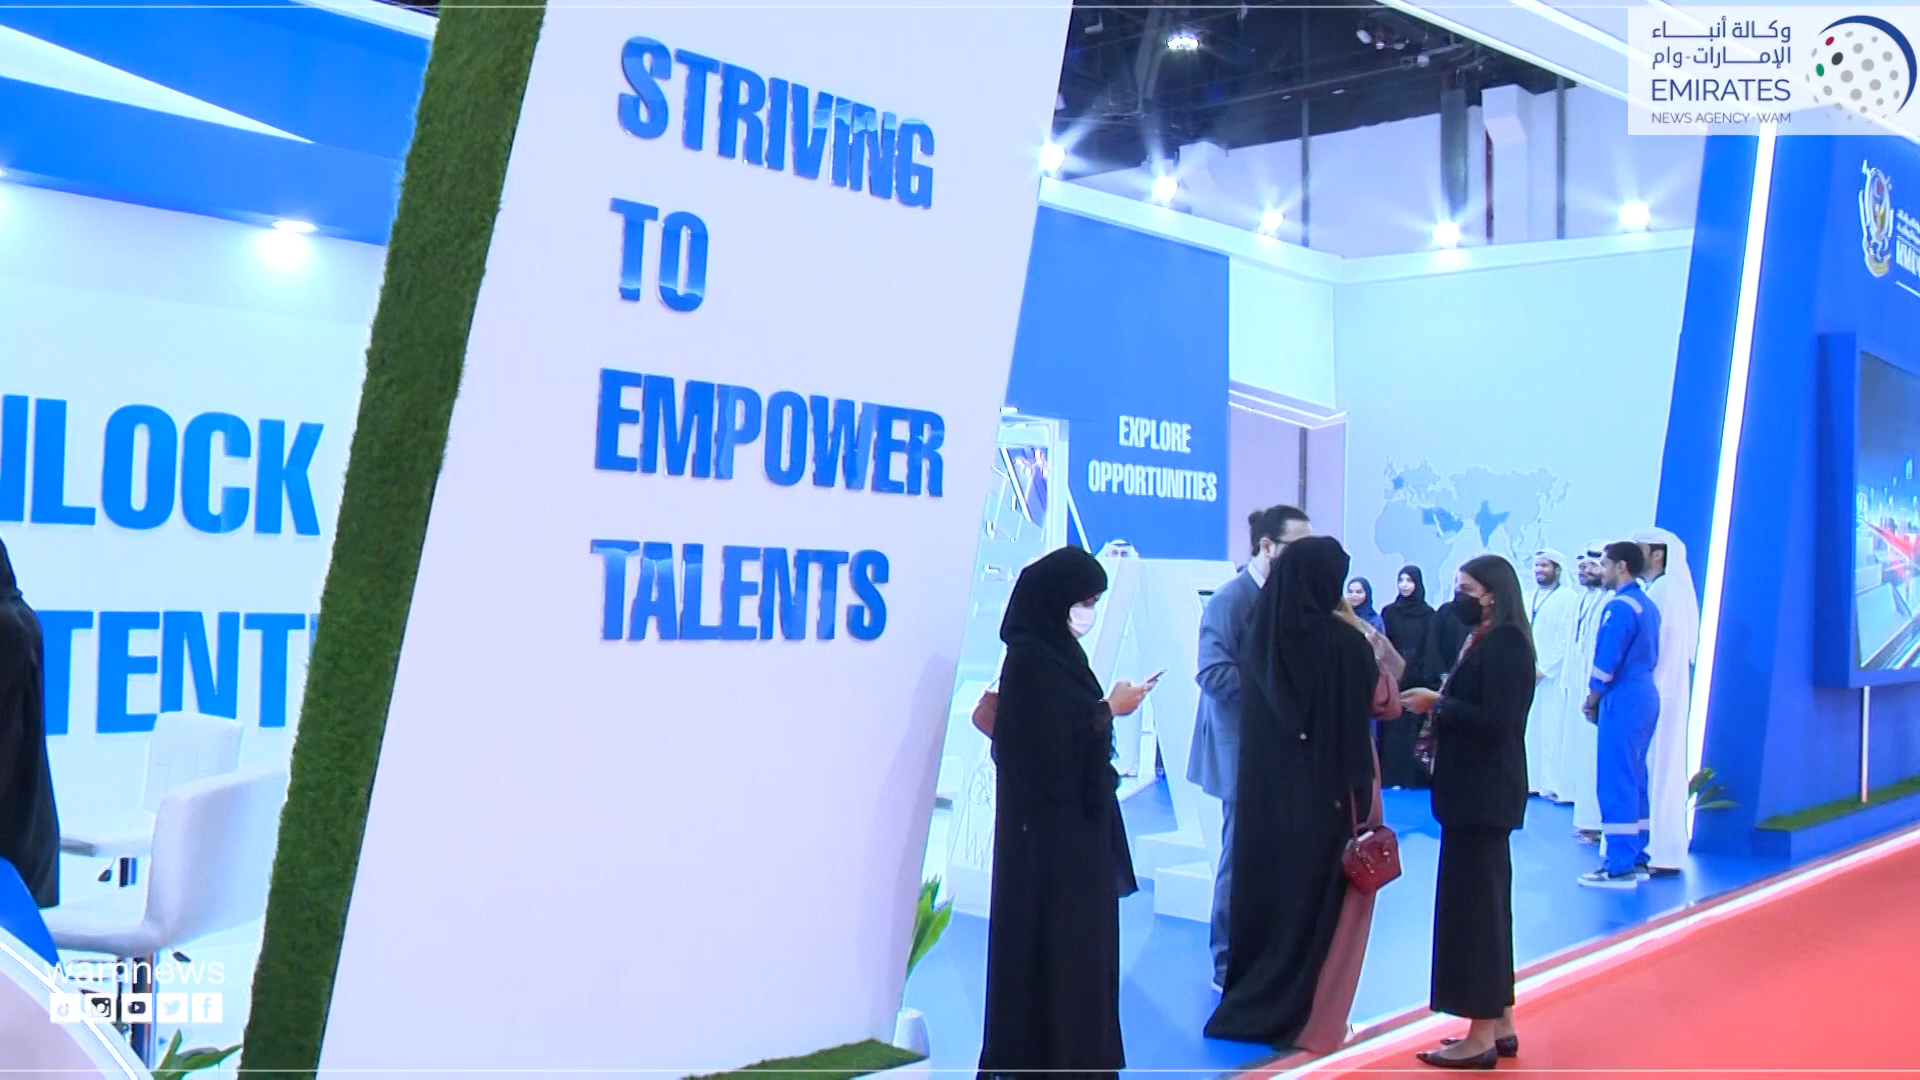 STRIVING
TO
EMPOWER
TALENTS
EXPLORE
OPPORTUNITIES
وكالة أنباء
الإمارات-وام
EMIRATES
NEWS AGENCY-WAM
wamnews